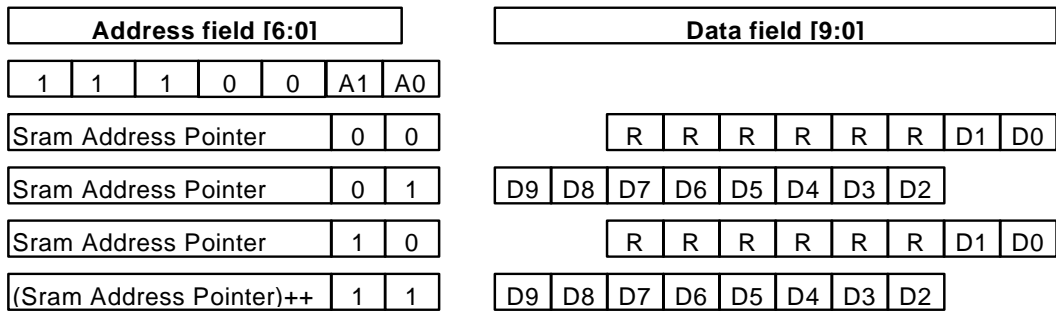 Address field [6:0] Data field [9:0]
1 1 1 0 0 A1 A0
Sram Address Pointer 0 0 R R R R R R D1 D0
Sram Address Pointer 0 1 D9 D8 D7 D6 D5 D4 D3 D2
Sram Address Pointer 1 0 R R R R R R D1 D0
(Sram Address Pointer)++ 1 1 D9 D8 D7 D6 D5 D4 D3 D2